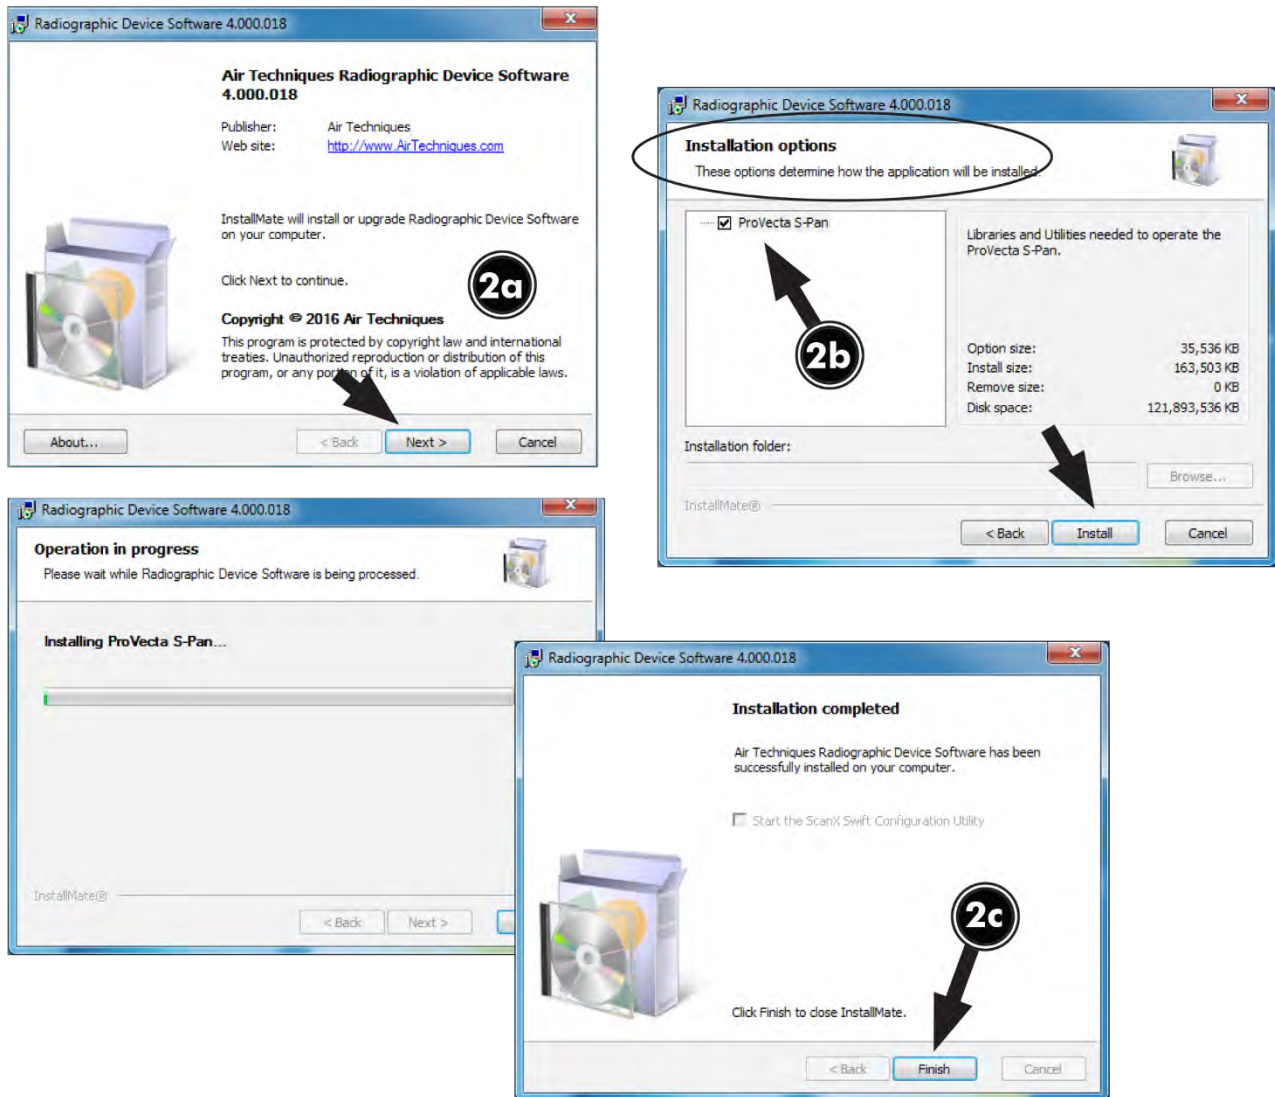 Radiographic Device Software 4.000.018
Air Techniques Radiographic Device Software
4.000.018
Publisher: Air Techniques
Web site: http://www.AirTechniques.com
InstallMate will install or upgrade Radiographic Device Software
on your computer.
Click Next to continue.
2a
Copyright © 2016 Air Techniques
This program is protected by copyright law and international
treaties. Unauthorized reproduction or distribution of this
program, or any portion of it, is a violation of applicable laws.
About...
< Back
Next >
Cancel
Radiographic Device Software 4.000.018
Installation options
These options determine how the application will be installed.
ProVecta S-Pan
Libraries and Utilities needed to operate the
ProVecta S-Pan.
2b
Option size: 35,536 KB
Install size: 163,503 KB
Remove size: 0 KB
Disk space: 121,893,536 KB
Installation folder:
Browse...
InstallMate®
< Back
Install
Cancel
Radiographic Device Software 4.000.018
Operation in progress
Please wait while Radiographic Device Software is being processed.
Installing ProVecta S-Pan...
InstallMate®
< Back
Next >
Radiographic Device Software 4.000.018
Installation completed
Air Techniques Radiographic Device Software has been
successfully installed on your computer.
Start the ScanX Swift Configuration Utility
2c
Click Finish to close InstallMate.
< Back
Finish
Cancel